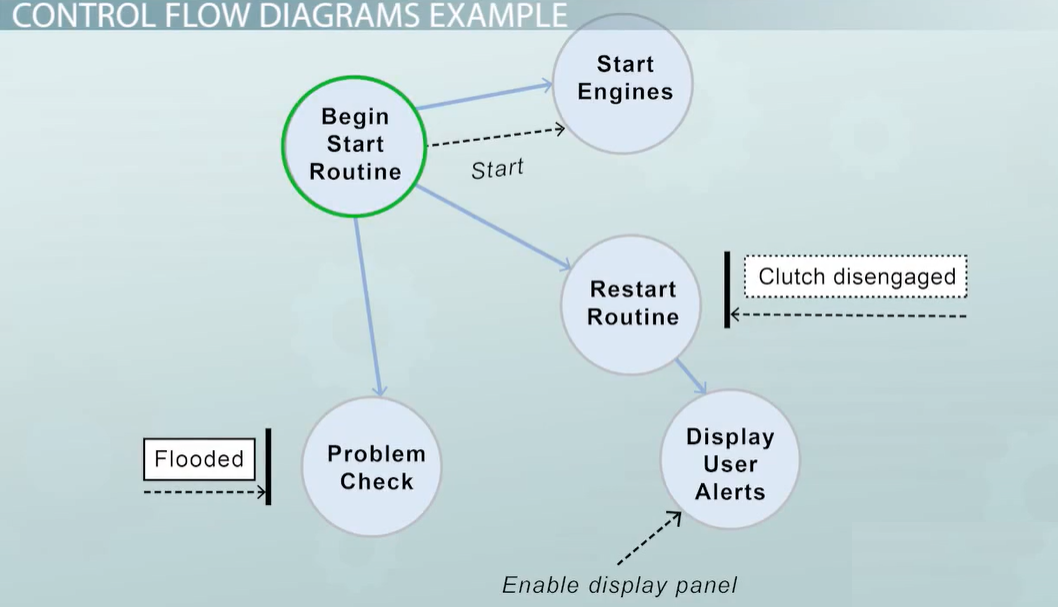 CONTROL FLOW DIAGRAMS EXAMPLE
Start
Engines
Begin
Start
Routine
Start
Restart
Routine
Clutch disengaged
Problem
Check
Flooded
Display
User
Alerts
Enable display panel